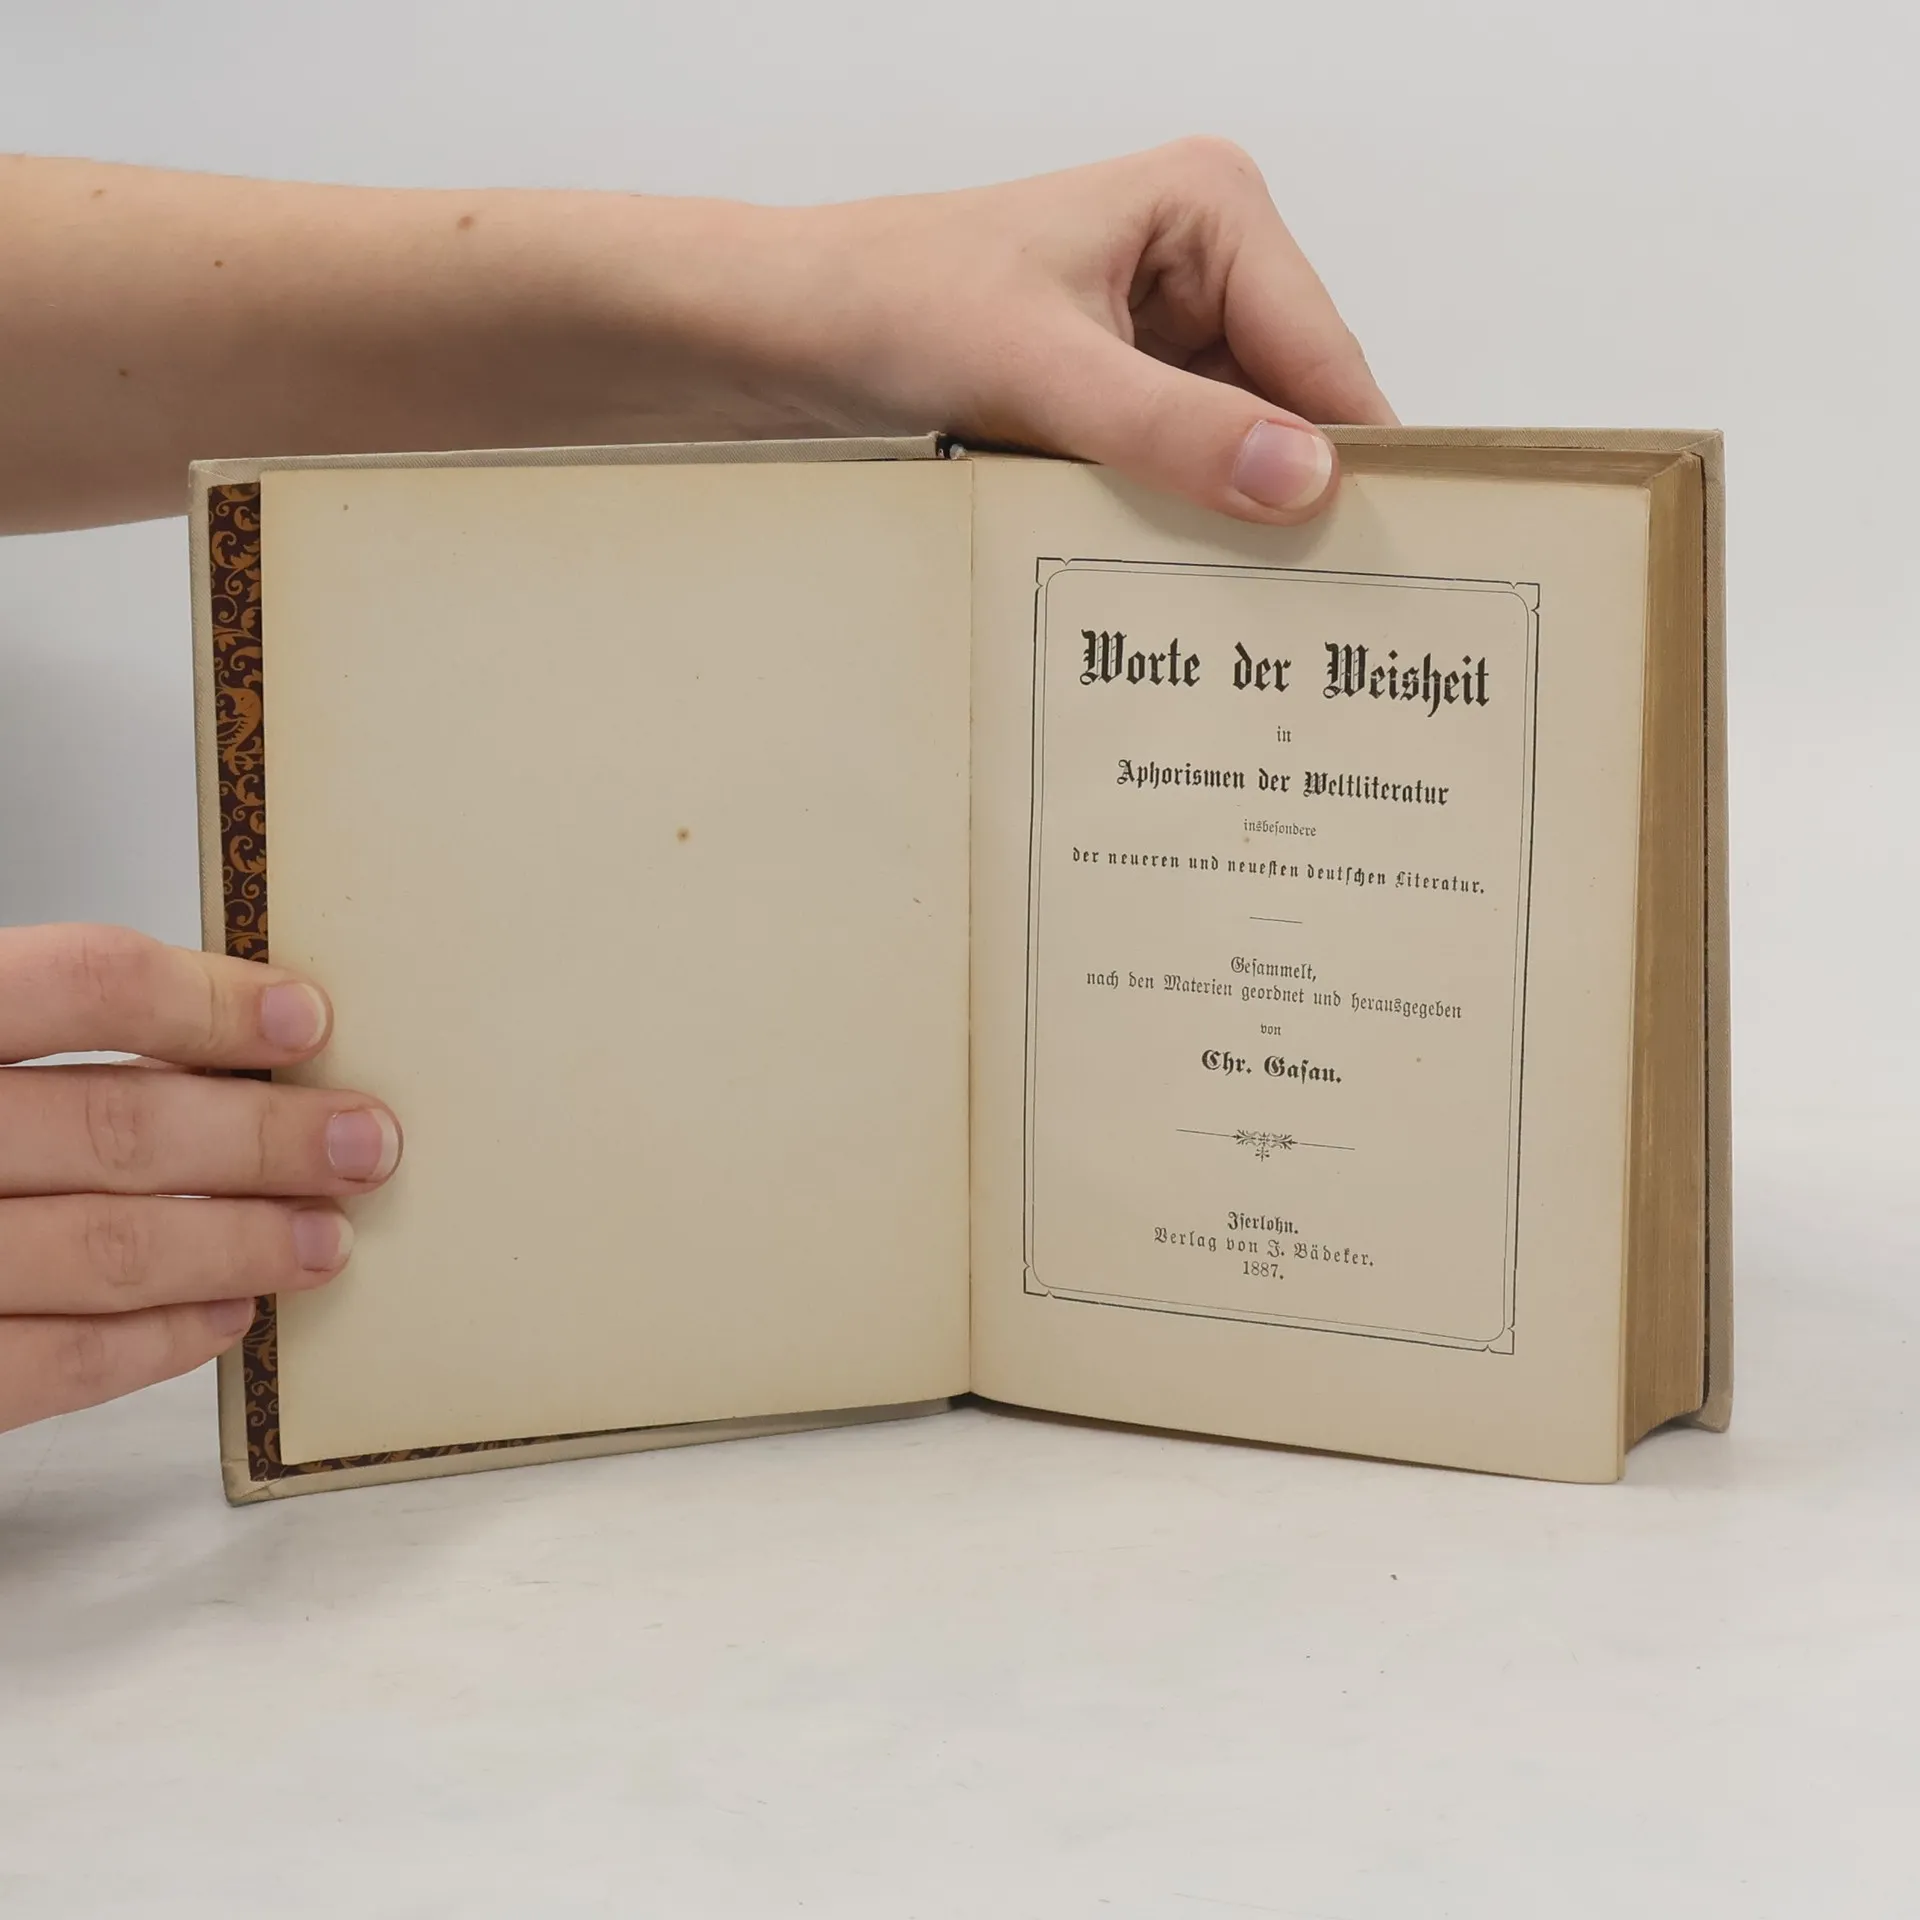 Worte der Weisheit
in
Aphorismen der Weltliteratur
insbesondere
der neueren und neuesten deutschen Literatur.
Gesammelt,
nach den Materien geordnet und herausgegeben
von
Chr. Gasau.
Iserlohn.
Verlag von J. Bädeker.
1887.